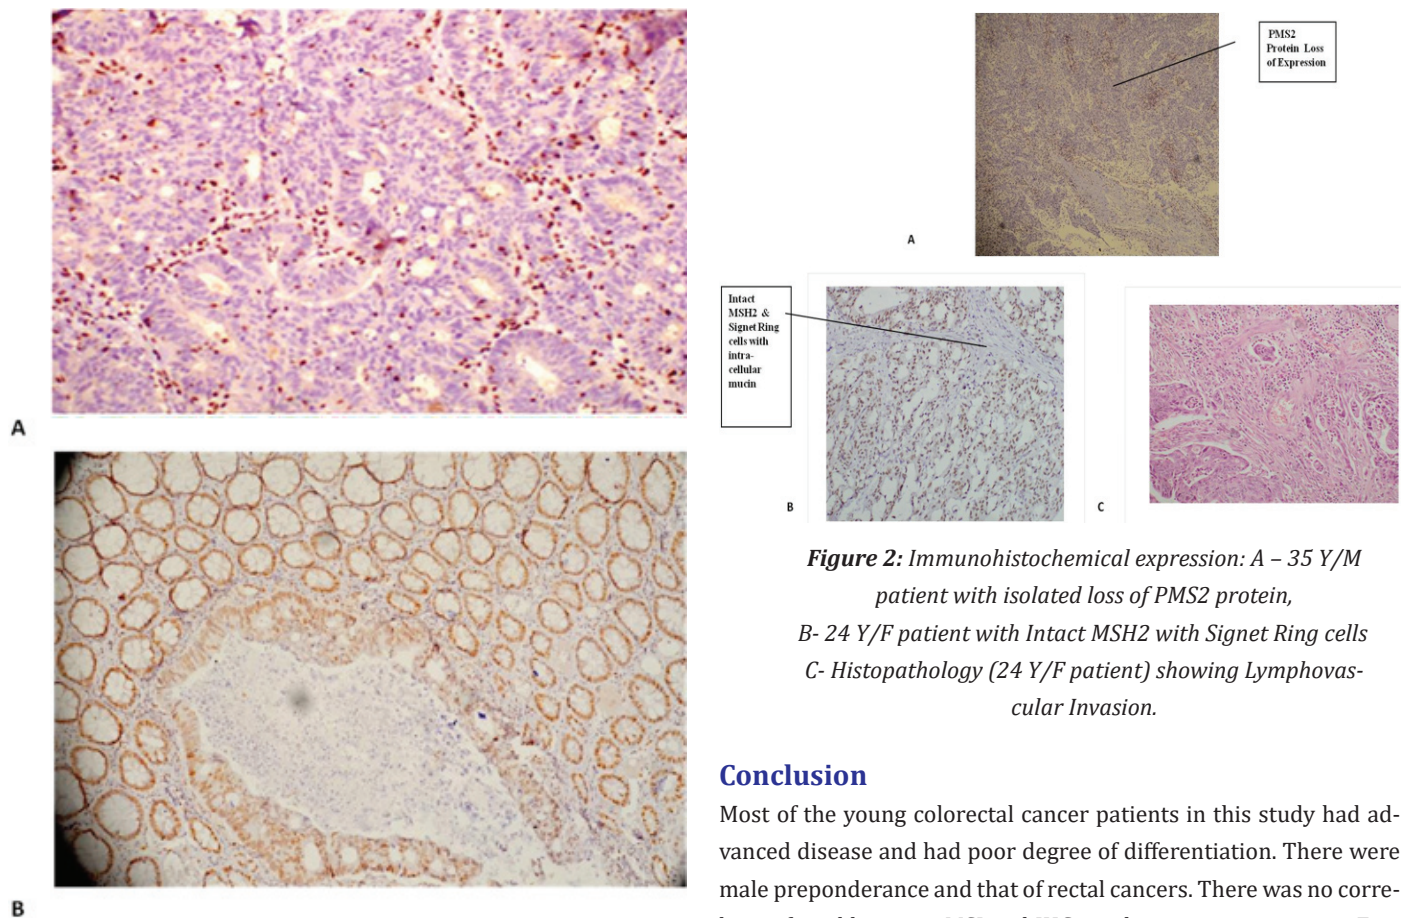 A
B
PMS2
Protein Loss
of Expression
A
Intact
MSH2 &
Signet Ring
cells with
intra-
cellular
mucin
B
C
Figure 2: Immunohistochemical expression: A – 35 Y/M
patient with isolated loss of PMS2 protein,
B- 24 Y/F patient with Intact MSH2 with Signet Ring cells
C- Histopathology (24 Y/F patient) showing Lymphovas-
cular Invasion.
Conclusion
Most of the young colorectal cancer patients in this study had ad-
vanced disease and had poor degree of differentiation. There were
male preponderance and that of rectal cancers. There was no corre-